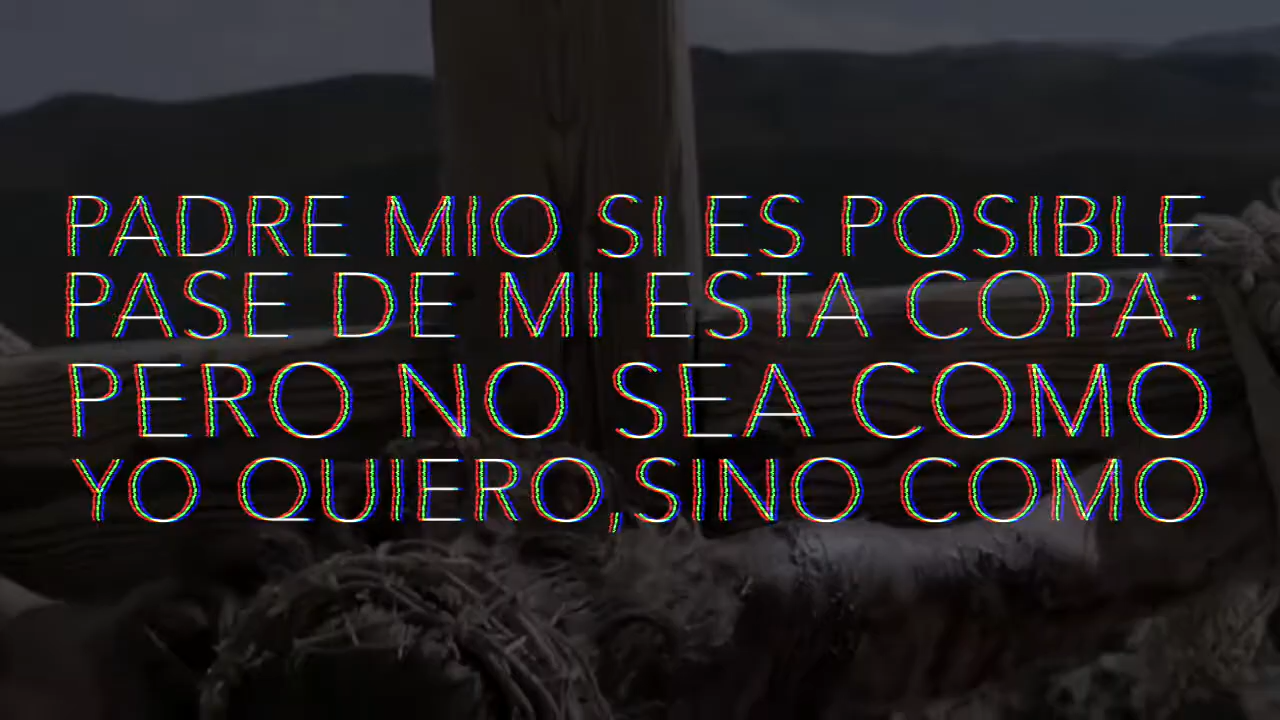 PADRE MIO SI ES POSIBLE
PASE DE MI ESTA COPA;
PERO NO SEA COMO
YO QUIERO,SINO COMO